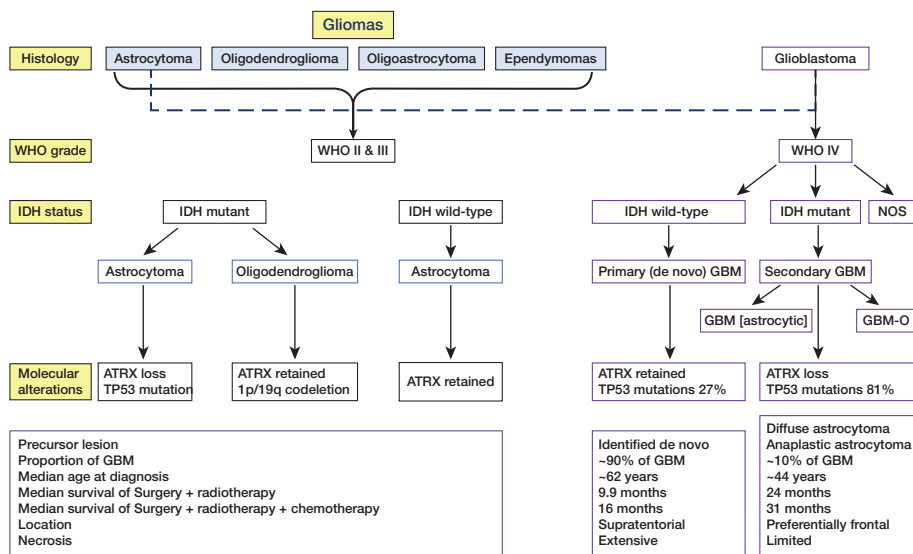 Gliomas
Histology
Astrocytoma
Oligodendroglioma
Oligoastrocytoma
Ependymomas
Glioblastoma
WHO grade
WHO II & III
WHO IV
IDH status
IDH mutant
IDH wild-type
IDH wild-type
IDH mutant
NOS
Astrocytoma
Oligodendroglioma
Astrocytoma
Primary (de novo) GBM
Secondary GBM
GBM [astrocytic]
GBM-O
Molecular
alterations
ATRX loss
TP53 mutation
ATRX retained
1p/19q codeletion
ATRX retained
ATRX retained
TP53 mutations 27%
ATRX loss
TP53 mutations 81%
Precursor lesion
Proportion of GBM
Median age at diagnosis
Median survival of Surgery + radiotherapy
Median survival of Surgery + radiotherapy + chemotherapy
Location
Necrosis
Identified de novo
~90% of GBM
~62 years
9.9 months
16 months
Supratentorial
Extensive
Diffuse astrocytoma
Anaplastic astrocytoma
~10% of GBM
~44 years
24 months
31 months
Preferentially frontal
Limited